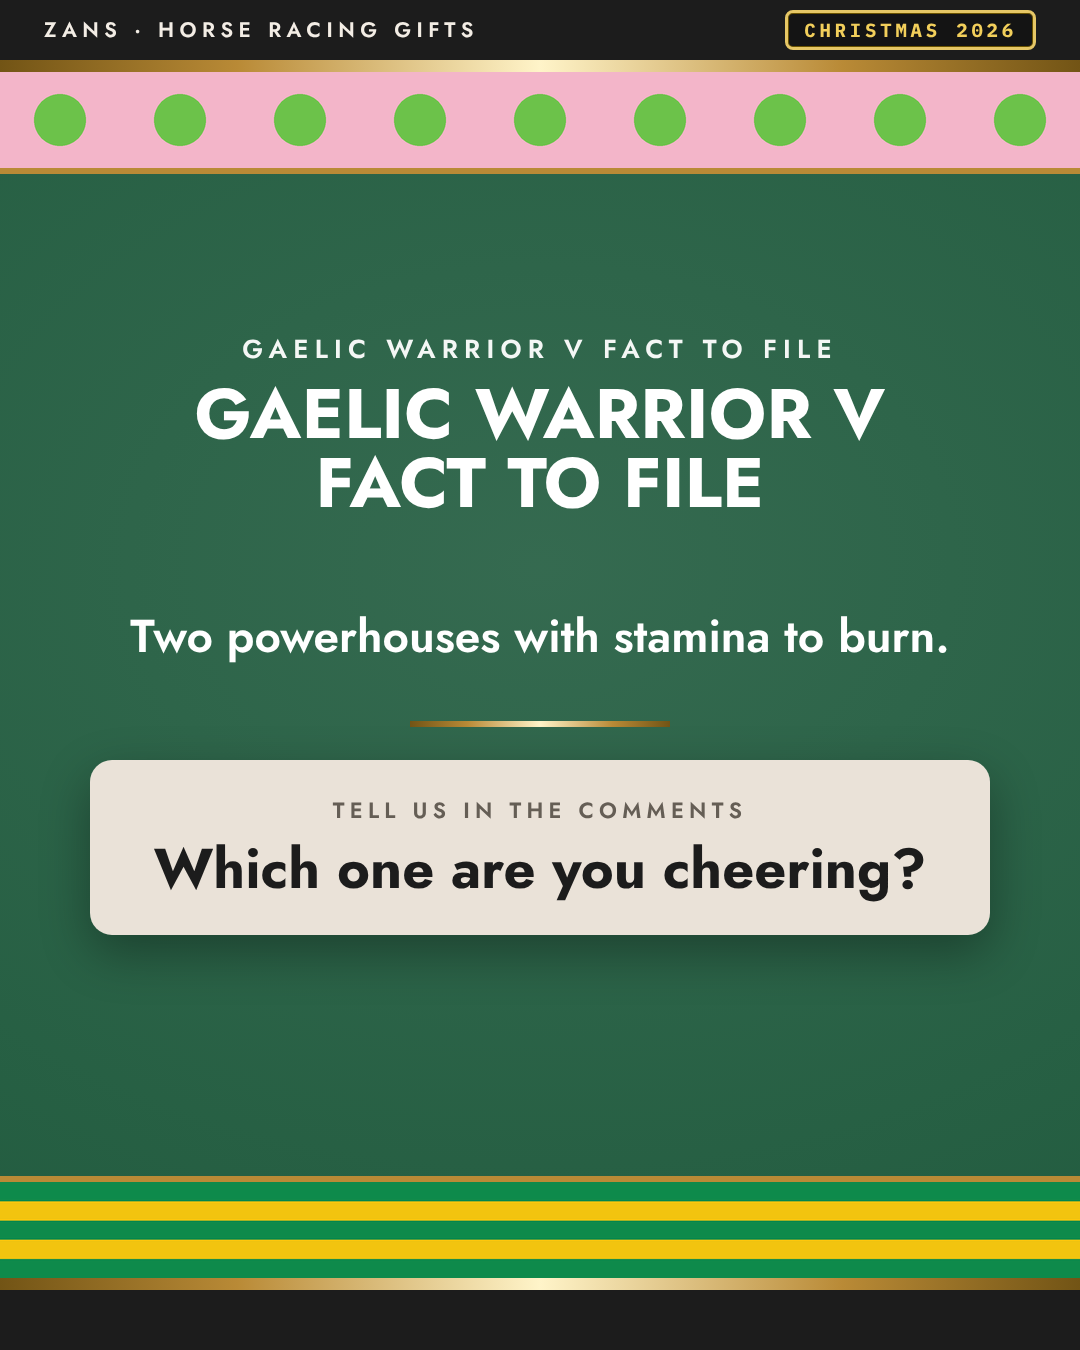 ZANS · HORSE RACING GIFTS
CHRISTMAS 2026
GAELIC WARRIOR V FACT TO FILE
GAELIC WARRIOR V
FACT TO FILE
Two powerhouses with stamina to burn.
TELL US IN THE COMMENTS
Which one are you cheering?